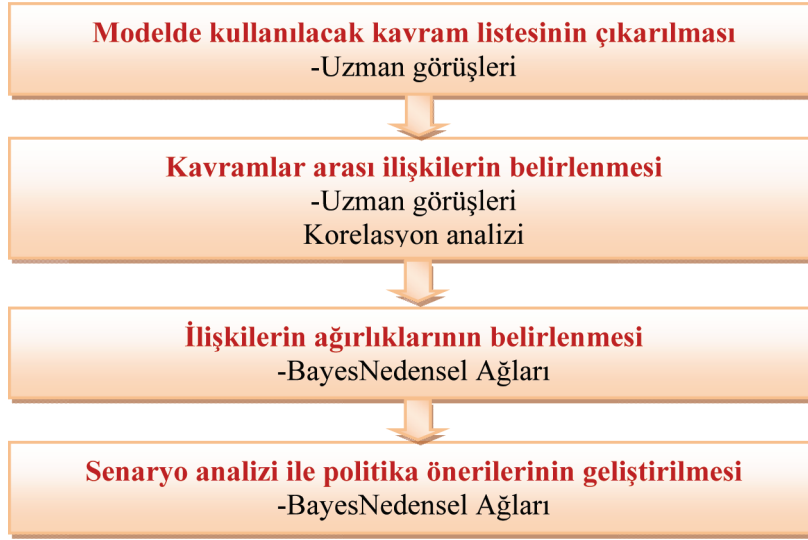 Modelde kullanılacak kavram listesinin çıkarılması
-Uzman görüşleri
Kavramlar arası ilişkilerin belirlenmesi
-Uzman görüşleri
Korelasyon analizi
İlişkilerin ağırlıklarının belirlenmesi
-BayesNedensel Ağları
Senaryo analizi ile politika önerilerinin geliştirilmesi
-BayesNedensel Ağları